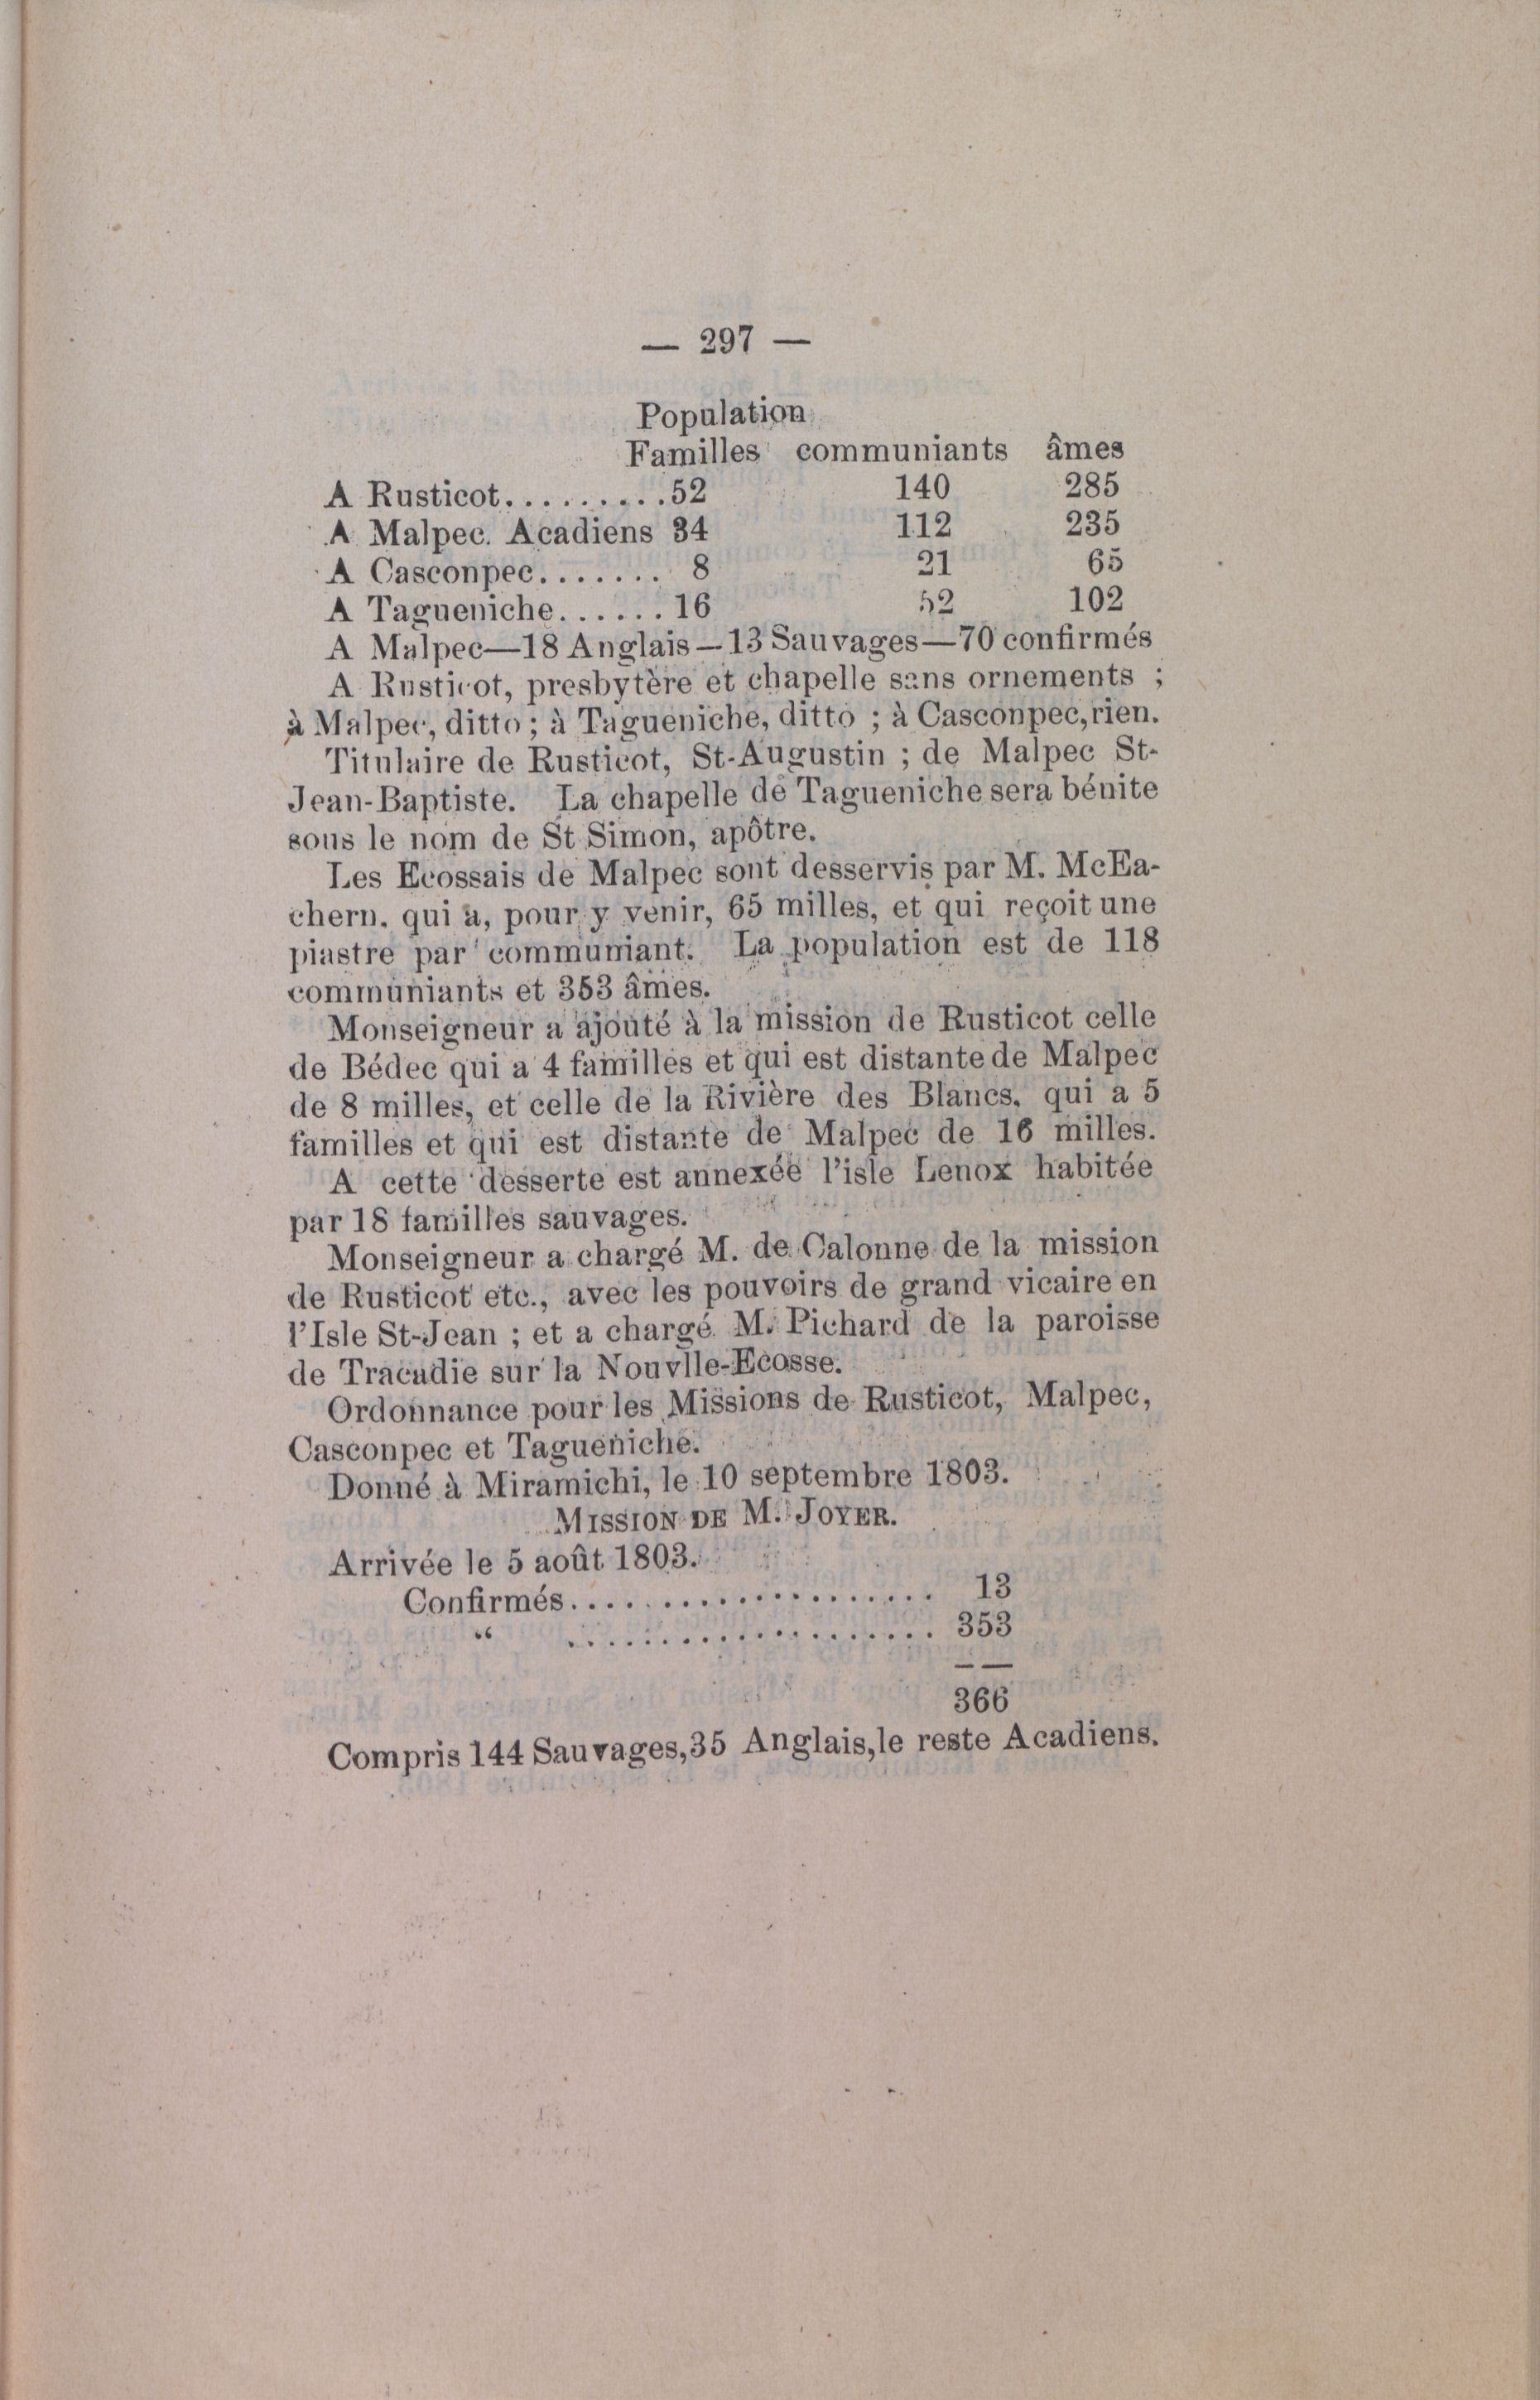 — 297 —
Population
Familles communiants âmes
A Rusticot..........52 140 285
A Malpec. Acadiens 34 112 235
A Casconpec....... 8 21 65
A Tagueniche......16 52 102
A Malpec—18 Anglais—13 Sauvages—70 confirmés
A Rusticot, presbytère et chapelle sans ornements ;
à Malpec, ditto ; à Tagueniche, ditto ; à Casconpec, rien.
Titulaire de Rusticot, St-Augustin ; de Malpec St-
Jean-Baptiste. La chapelle de Tagueniche sera bénite
sous le nom de St Simon, apôtre.
Les Ecossais de Malpec sont desservis par M. McEa-
chern, qui a, pour y venir, 65 milles, et qui reçoit une
piastre par communiant. La population est de 118
communiants et 353 âmes.
Monseigneur a ajouté à la mission de Rusticot celle
de Bédec qui a 4 familles et qui est distante de Malpec
de 8 milles, et celle de la Rivière des Blancs, qui a 5
familles et qui est distante de Malpec de 16 milles.
A cette desserte est annexée l'isle Lenox habitée
par 18 familles sauvages.
Monseigneur a chargé M. de Calonne de la mission
de Rusticot etc., avec les pouvoirs de grand vicaire en
l'Isle St-Jean ; et a chargé M. Pichard de la paroisse
de Tracadie sur la Nouvlle-Ecosse.
Ordonnance pour les Missions de Rusticot, Malpec,
Casconpec et Tagueniche.
Donné à Miramichi, le 10 septembre 1803.
MISSION DE M. JOYER.
Arrivée le 5 août 1803.
Confirmés.................... 13
“ .................... 353
——
366
Compris 144 Sauvages, 35 Anglais, le reste Acadiens.